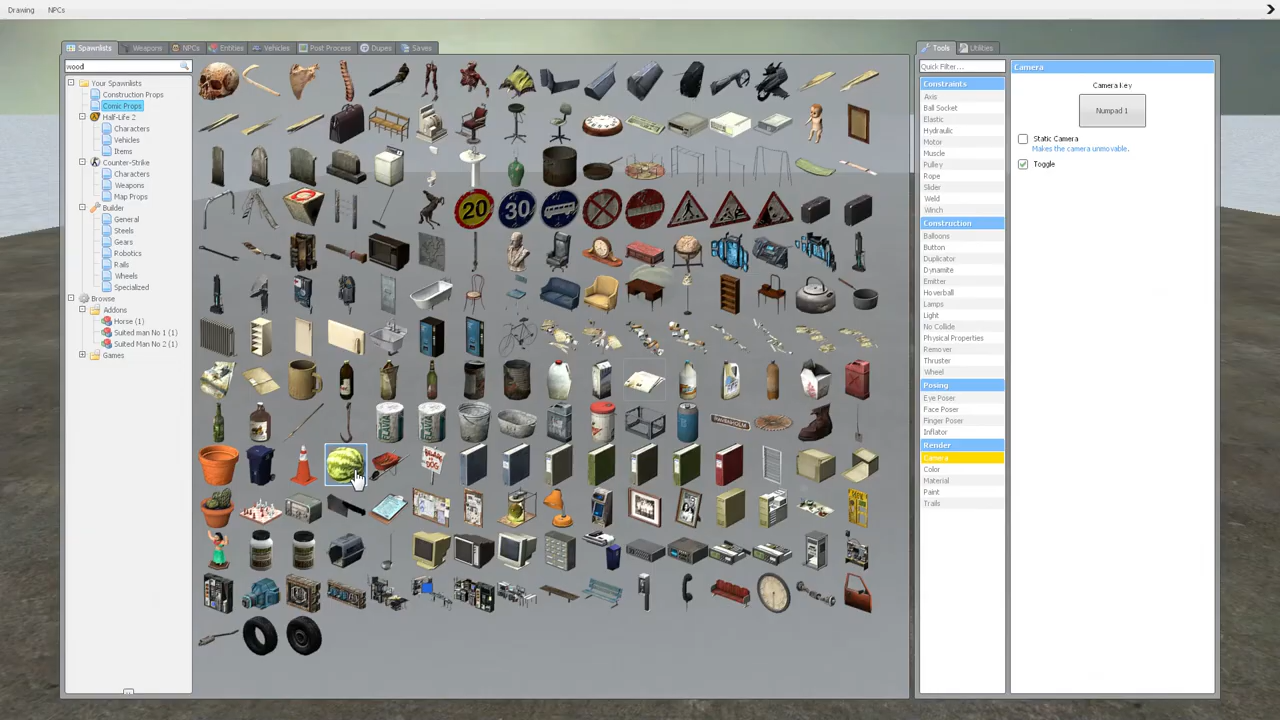 Drawing NPCs
Spawnlists Weapons NPCs Entities Vehicles Post Process Dupes Saves
wood
Your Spawnlists
Construction Props
Comic Props
Half-Life 2
Characters
Vehicles
Items
Counter-Strike
Characters
Weapons
Map Props
Builder
General
Steels
Gears
Robotics
Rails
Wheels
Specialized
Browse
Addons
Horse (1)
Suited man No 1 (1)
Suited Man No 2 (1)
Games
20
30
RAVENHOLM
BEWARE
DOG
Tools Utilities
Quick Filter...
Constraints
Axis
Ball Socket
Elastic
Hydraulic
Motor
Muscle
Pulley
Rope
Slider
Weld
Winch
Construction
Balloons
Button
Duplicator
Dynamite
Emitter
Hoverball
Lamps
Light
No Collide
Physical Properties
Remover
Thruster
Wheel
Posing
Eye Poser
Face Poser
Finger Poser
Inflator
Render
Camera
Color
Material
Paint
Trails
Camera
Camera Key
Numpad 1
Static Camera
Makes the camera unmovable.
Toggle